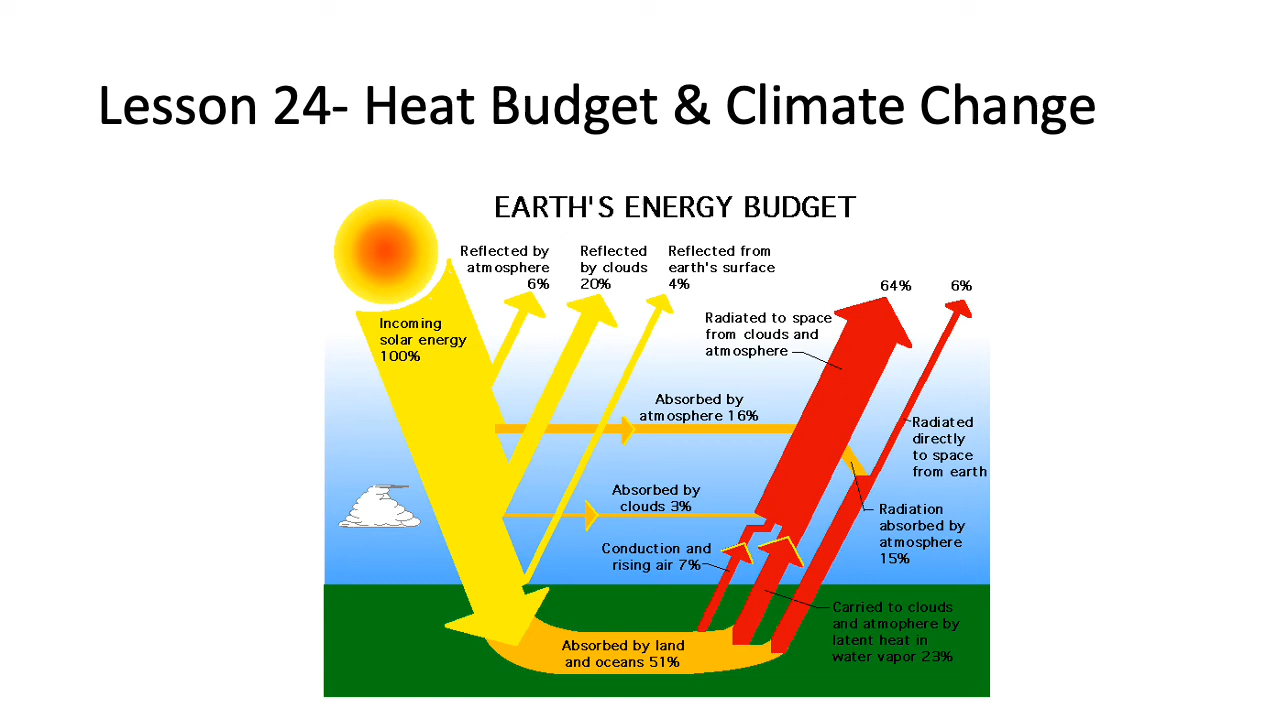 Lesson 24- Heat Budget & Climate Change
EARTH'S ENERGY BUDGET
Reflected by
atmosphere
6%
Reflected
by clouds
20%
Reflected from
earth's surface
4%
64%
6%
Incoming
solar energy
100%
Radiated to space
from clouds and
atmosphere
Absorbed by
atmosphere 16%
Radiated
directly
to space
from earth
Absorbed by
clouds 3%
Radiation
absorbed by
atmosphere
15%
Conduction and
rising air 7%
Carried to clouds
and atmophere by
latent heat in
water vapor 23%
Absorbed by land
and oceans 51%